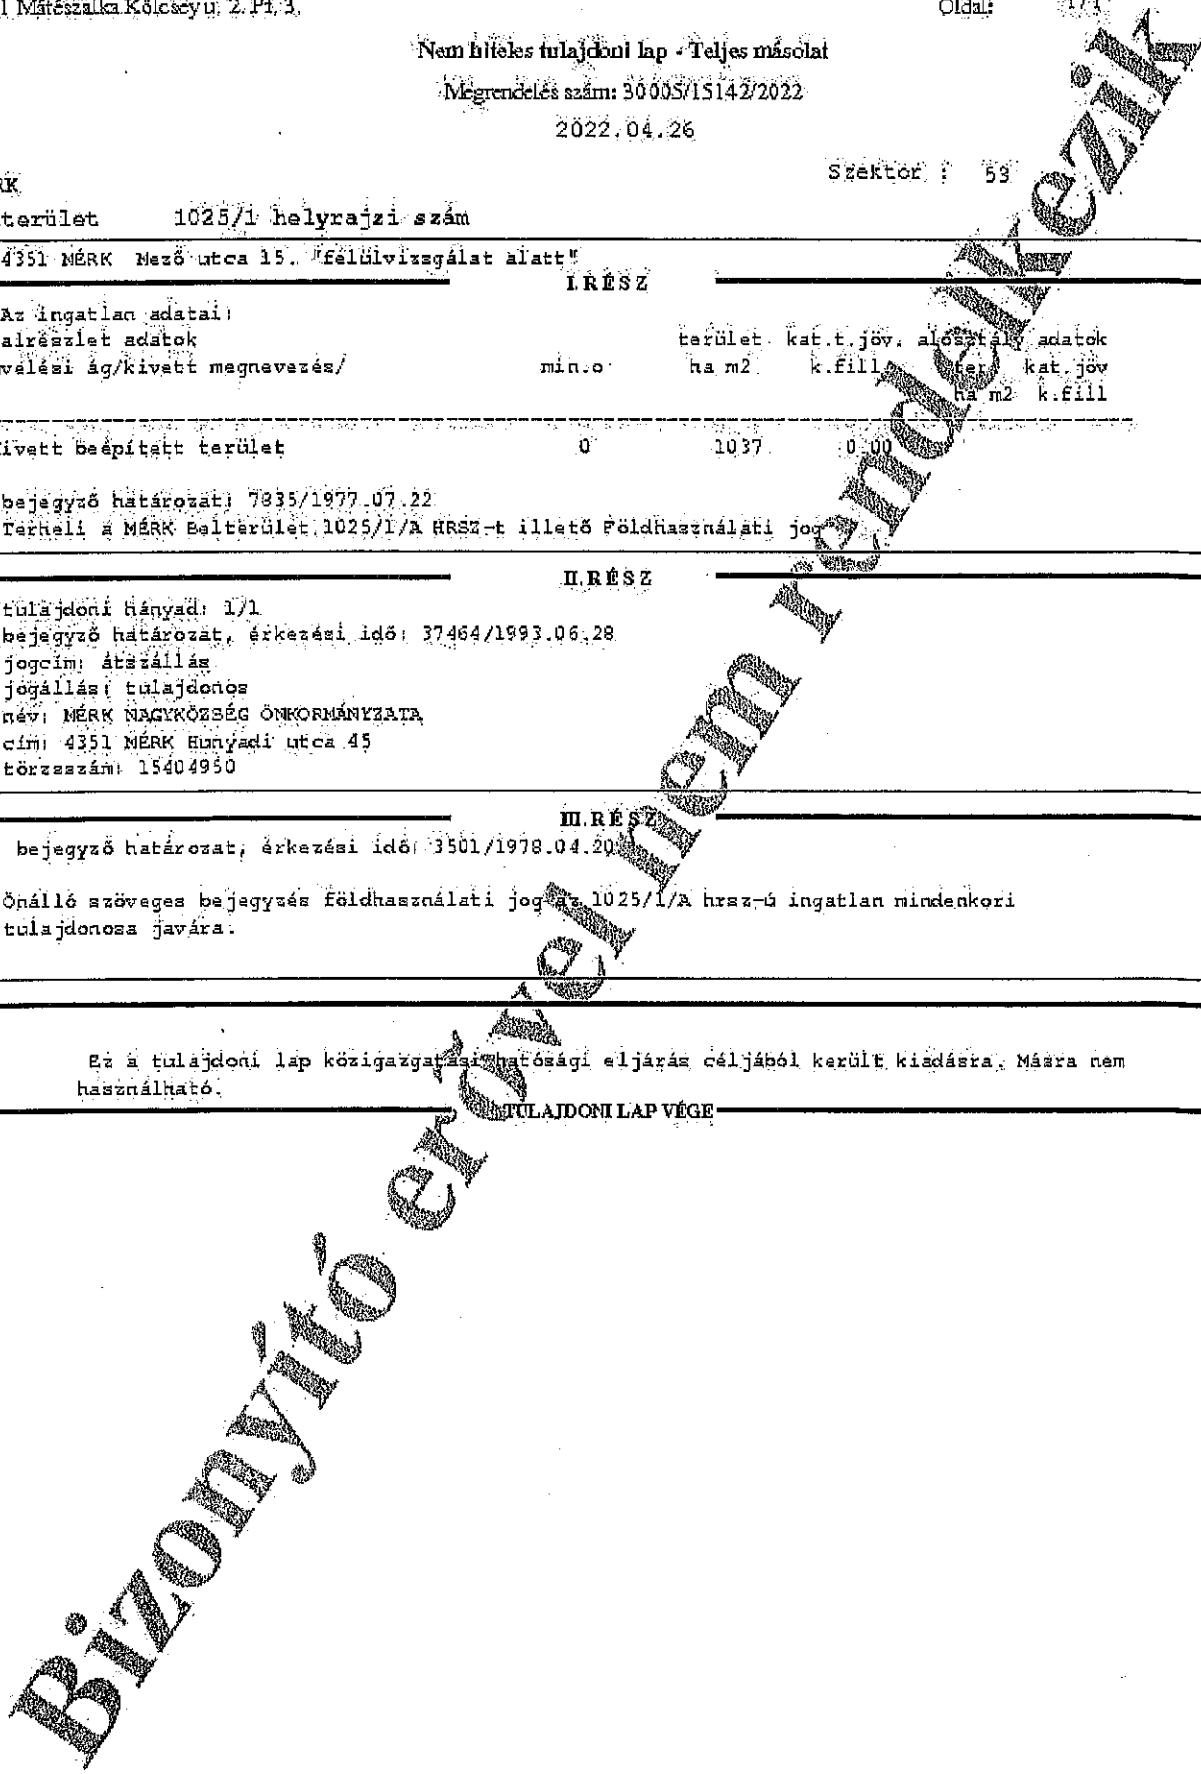 1 Mátészalka Kölcsey u. 2. Pf. 3.
Oldal: 1/1
Nem hiteles tulajdoni lap - Teljes másolat
Megrendelés szám: 30005/15142/2022
2022.04.26
Szektor : 53
RK
terület 1025/1 helyrajzi szám
4351 MÉRK Mező utca 15. "felülvizsgálat alatt"
I.RÉSZ
Az ingatlan adatai:
alrészlet adatok terület kat.t.jöv. alosztály adatok
velési ág/kivett megnevezés/ min.o ha m2 k.fill. ter. kat.jöv
ha m2 k.fill
ivett beépített terület 0 1037 0.00
bejegyző határozat: 7835/1977.07.22
Terheli a MÉRK Belterület 1025/1/A HRSZ-t illető Földhasználati jog
II.RÉSZ
tulajdoni hányad: 1/1
bejegyző határozat, érkezési idő: 37464/1993.06.28
jogcím: átszállás
jogállás: tulajdonos
név: MÉRK NAGYKÖZSÉG ÖNKORMÁNYZATA
cím: 4351 MÉRK Hunyadi utca 45
törzsszám: 15404950
III.RÉSZ
bejegyző határozat, érkezési idő: 3501/1978.04.20
Önálló szöveges bejegyzés földhasználati jog az 1025/1/A hrsz-ú ingatlan mindenkori
tulajdonosa javára.
Ez a tulajdoni lap közigazgatási hatósági eljárás céljából került kiadásra. Másra nem
használható.
TULAJDONI LAP VÉGE
Bizonyító erővel nem rendelkezik